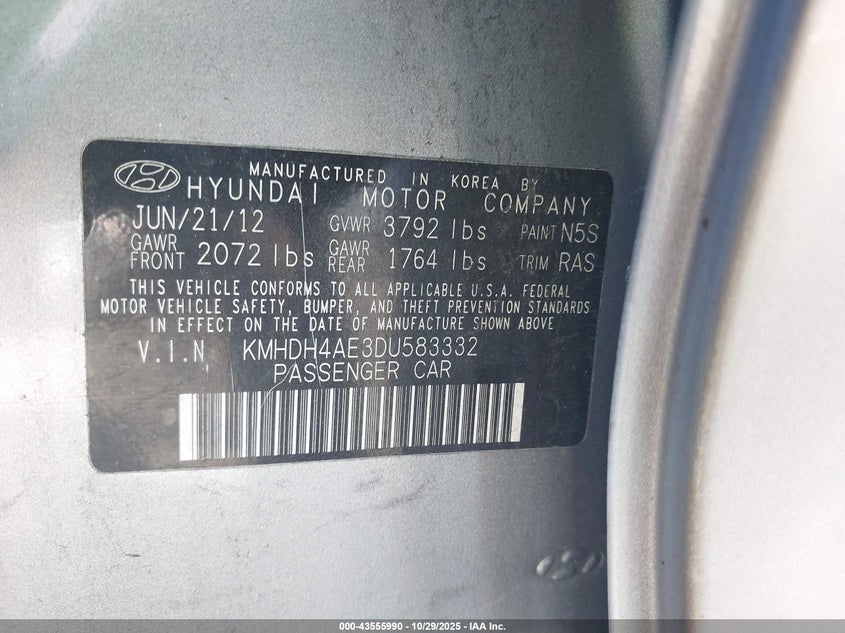 MANUFACTURED IN KOREA BY
HYUNDAI MOTOR COMPANY
JUN/21/12 GVWR 3792 lbs PAINT N5S
GAWR FRONT 2072 lbs GAWR REAR 1764 lbs TRIM RAS
THIS VEHICLE CONFORMS TO ALL APPLICABLE U.S.A. FEDERAL
MOTOR VEHICLE SAFETY, BUMPER, AND THEFT PREVENTION STANDARDS
IN EFFECT ON THE DATE OF MANUFACTURE SHOWN ABOVE
V.I.N KMHDH4AE3DU583332
PASSENGER CAR
000-43555990 - 10/29/2025 - IAA Inc.